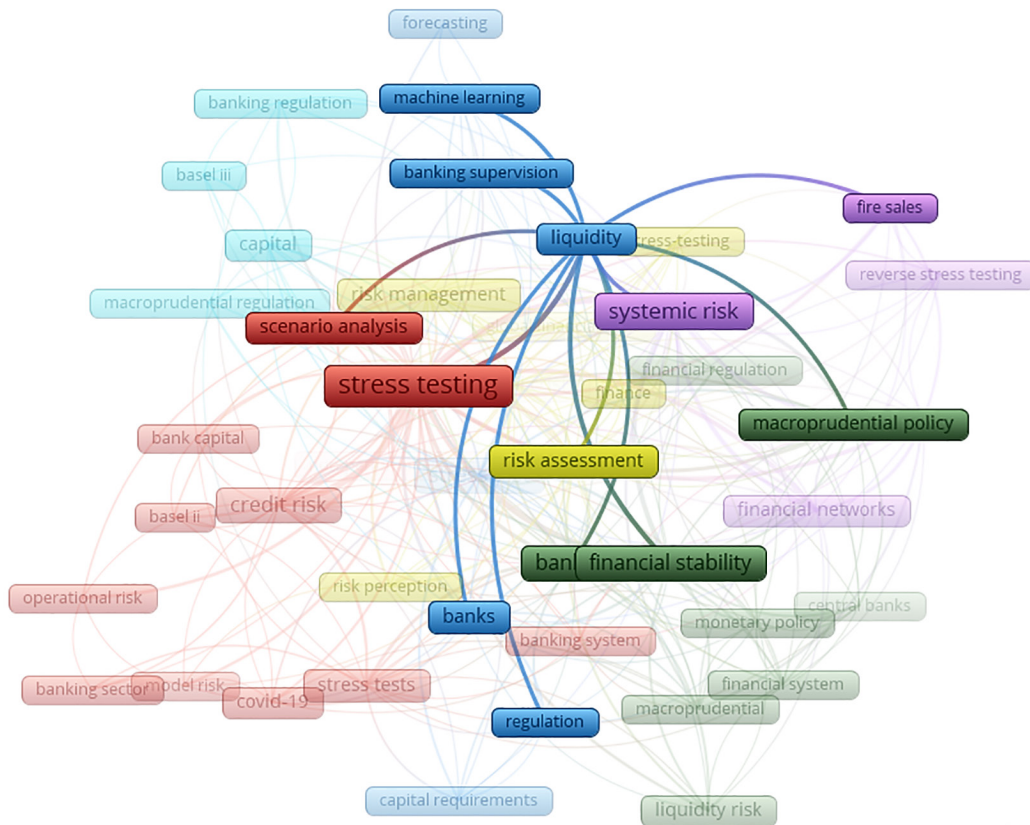 forecasting
machine learning
banking regulation
banking supervision
basel iii
fire sales
liquidity
capital
reverse stress testing
risk management
macroprudential regulation
systemic risk
scenario analysis
financial regulation
stress testing
finance
macroprudential policy
bank capital
risk assessment
credit risk
financial networks
basel ii
financial stability
risk perception
operational risk
central banks
banks
monetary policy
banking system
stress tests
financial system
banking sector
model risk
covid-19
macroprudential
regulation
capital requirements
liquidity risk